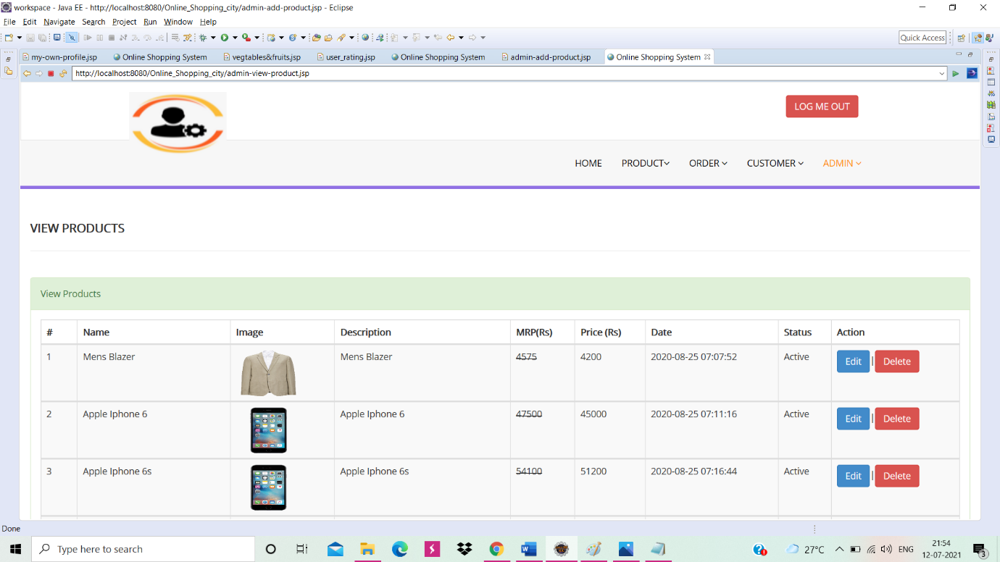 workspace - Java EE - http://localhost:8080/Online_Shopping_city/admin-add-product.jsp - Eclipse
File Edit Navigate Search Project Run Window Help
Quick Access
my-own-profile.jsp Online Shopping System vegtables&fruits.jsp user_rating.jsp Online Shopping System admin-add-product.jsp Online Shopping System
http://localhost:8080/Online_Shopping_city/admin-view-product.jsp
LOG ME OUT
HOME PRODUCT ORDER CUSTOMER ADMIN
VIEW PRODUCTS
View Products
# Name Image Description MRP(Rs) Price (Rs) Date Status Action
1 Mens Blazer Mens Blazer 4575 4200 2020-08-25 07:07:52 Active Edit | Delete
2 Apple Iphone 6 Apple Iphone 6 47500 45000 2020-08-25 07:11:16 Active Edit | Delete
3 Apple Iphone 6s Apple Iphone 6s 54100 51200 2020-08-25 07:16:44 Active Edit | Delete
Done
Type here to search
27°C ENG 21:54
12-07-2021 3